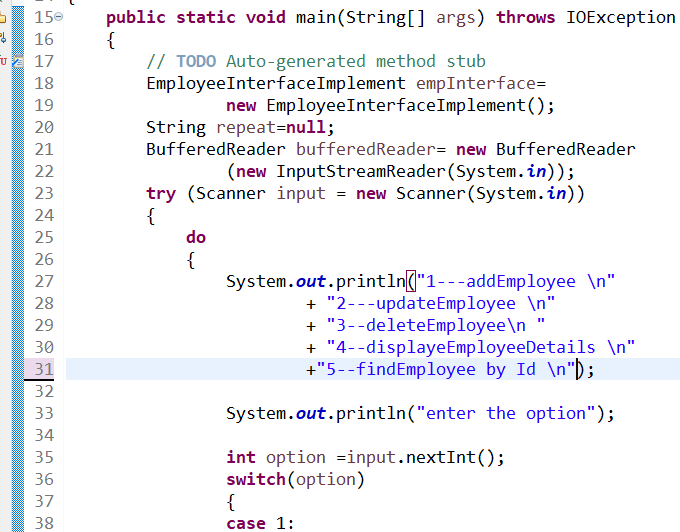 15 public static void main(String[] args) throws IOException
16 {
17 // TODO Auto-generated method stub
18 EmployeeInterfaceImplement empInterface=
19 new EmployeeInterfaceImplement();
20 String repeat=null;
21 BufferedReader bufferedReader= new BufferedReader
22 (new InputStreamReader(System.in));
23 try (Scanner input = new Scanner(System.in))
24 {
25 do
26 {
27 System.out.println("1---addEmployee \n"
28 + "2---updateEmployee \n"
29 + "3--deleteEmployee\n "
30 + "4--displayeEmployeeDetails \n"
31 +"5--findEmployee by Id \n");
32
33 System.out.println("enter the option");
34
35 int option =input.nextInt();
36 switch(option)
37 {
38 case 1: